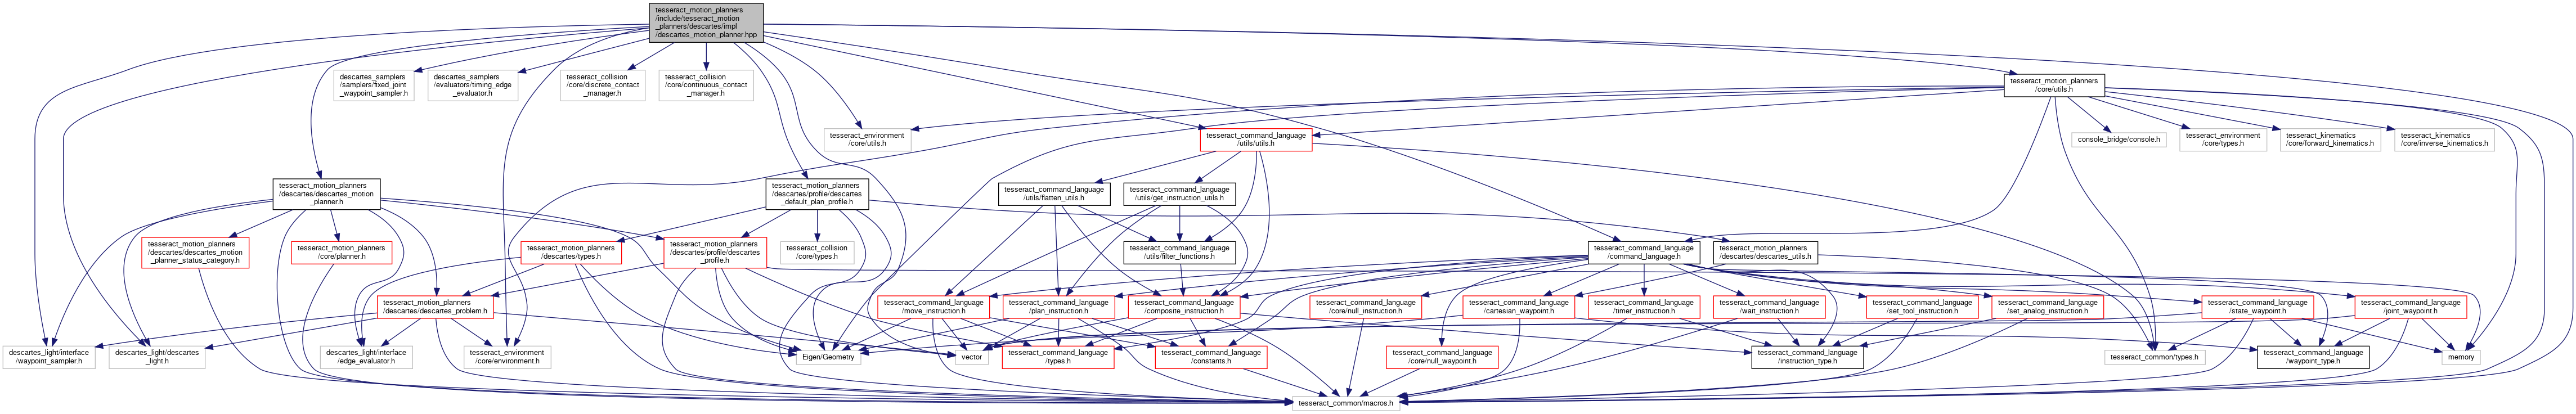 tesseract_motion_planners
/include/tesseract_motion
_planners/descartes/impl
/descartes_motion_planner.hpp
descartes_samplers
/samplers/fixed_joint
_waypoint_sampler.h
descartes_samplers
/evaluators/timing_edge
_evaluator.h
tesseract_collision
/core/discrete_contact
_manager.h
tesseract_collision
/core/continuous_contact
_manager.h
tesseract_motion_planners
/core/utils.h
tesseract_environment
/core/utils.h
tesseract_command_language
/utils/utils.h
console_bridge/console.h
tesseract_environment
/core/types.h
tesseract_kinematics
/core/forward_kinematics.h
tesseract_kinematics
/core/inverse_kinematics.h
tesseract_motion_planners
/descartes/descartes_motion
_planner.h
tesseract_motion_planners
/descartes/profile/descartes
_default_plan_profile.h
tesseract_command_language
/utils/flatten_utils.h
tesseract_command_language
/utils/get_instruction_utils.h
tesseract_motion_planners
/descartes/descartes_motion
_planner_status_category.h
tesseract_motion_planners
/core/planner.h
tesseract_motion_planners
/descartes/types.h
tesseract_motion_planners
/descartes/profile/descartes
_profile.h
tesseract_collision
/core/types.h
tesseract_command_language
/utils/filter_functions.h
tesseract_command_language
/command_language.h
tesseract_motion_planners
/descartes/descartes_utils.h
tesseract_motion_planners
/descartes/descartes_problem.h
tesseract_command_language
/move_instruction.h
tesseract_command_language
/plan_instruction.h
tesseract_command_language
/composite_instruction.h
tesseract_command_language
/core/null_instruction.h
tesseract_command_language
/cartesian_waypoint.h
tesseract_command_language
/timer_instruction.h
tesseract_command_language
/wait_instruction.h
tesseract_command_language
/set_tool_instruction.h
tesseract_command_language
/set_analog_instruction.h
tesseract_command_language
/state_waypoint.h
tesseract_command_language
/joint_waypoint.h
descartes_light/interface
/waypoint_sampler.h
descartes_light/descartes
_light.h
descartes_light/interface
/edge_evaluator.h
tesseract_environment
/core/environment.h
Eigen/Geometry
vector
tesseract_command_language
/types.h
tesseract_command_language
/constants.h
tesseract_command_language
/core/null_waypoint.h
tesseract_command_language
/instruction_type.h
tesseract_common/types.h
tesseract_command_language
/waypoint_type.h
memory
tesseract_common/macros.h